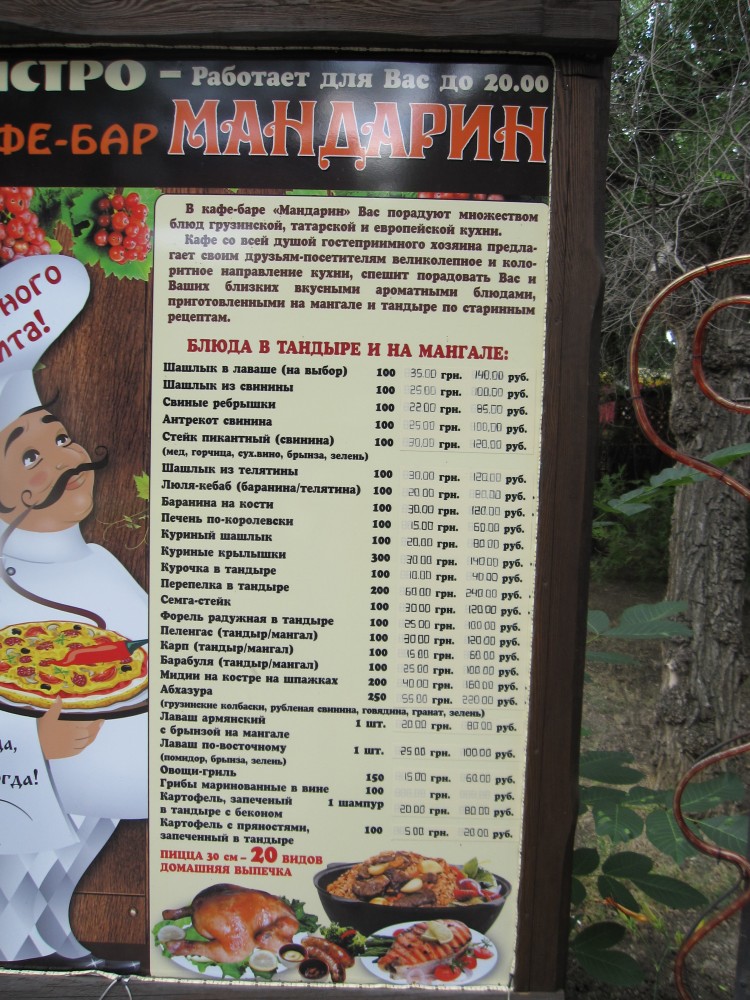 ИСТРО – Работает для Вас до 20.00
ФЕ-БАР МАНДАРИН
ного
ита!
В кафе-баре «Мандарин» Вас порадуют множеством
блюд грузинской, татарской и европейской кухни.
Кафе со всей душой гостеприимного хозяина предла-
гает своим друзьям-посетителям великолепное и коло-
ритное направление кухни, спешит порадовать Вас и
Ваших близких вкусными ароматными блюдами,
приготовленными на мангале и тандыре по старинным
рецептам.
БЛЮДА В ТАНДЫРЕ И НА МАНГАЛЕ:
Шашлык в лаваше (на выбор) 100 35.00 грн. 140.00 руб.
Шашлык из свинины 100 25.00 грн. 100.00 руб.
Свиные ребрышки 100 22.00 грн. 85.00 руб.
Антрекот свинина 100 25.00 грн. 100.00 руб.
Стейк пикантный (свинина) 100 30.00 грн. 120.00 руб.
(мед, горчица, сух.вино, брынза, зелень)
Шашлык из телятины 100 30.00 грн. 120.00 руб.
Люля-кебаб (баранина/телятина) 100 20.00 грн. 80.00 руб.
Баранина на кости 100 30.00 грн. 120.00 руб.
Печень по-королевски 100 15.00 грн. 60.00 руб.
Куриный шашлык 100 20.00 грн. 80.00 руб.
Куриные крылышки 300 30.00 грн. 140.00 руб.
Курочка в тандыре 100 10.00 грн. 40.00 руб.
Перепелка в тандыре 200 60.00 грн. 240.00 руб.
Семга-стейк 100 30.00 грн. 120.00 руб.
Форель радужная в тандыре 100 25.00 грн. 100.00 руб.
Пеленгас (тандыр/мангал) 100 30.00 грн. 120.00 руб.
Карп (тандыр/мангал) 100 15.00 грн. 60.00 руб.
Барабуля (тандыр/мангал) 100 25.00 грн. 100.00 руб.
Мидии на костре на шпажках 200 40.00 грн. 160.00 руб.
Абхазура 250 55.00 грн. 220.00 руб.
(грузинские колбаски, рубленая свинина, говядина, гранат, зелень)
Лаваш армянский 1 шт. 20.00 грн. 80.00 руб.
с брынзой на мангале
Лаваш по-восточному 1 шт. 25.00 грн. 100.00 руб.
(помидор, брынза, зелень)
Овощи-гриль 150 15.00 грн. 60.00 руб.
Грибы маринованные в вине 100 грн. руб.
Картофель, запеченый 1 шампур
в тандыре с беконом 20.00 грн. 80.00 руб.
Картофель с пряностями, 100 5.00 грн. 20.00 руб.
запеченный в тандыре
ПИЦЦА 30 см – 20 ВИДОВ
ДОМАШНЯЯ ВЫПЕЧКА
да,
огда!